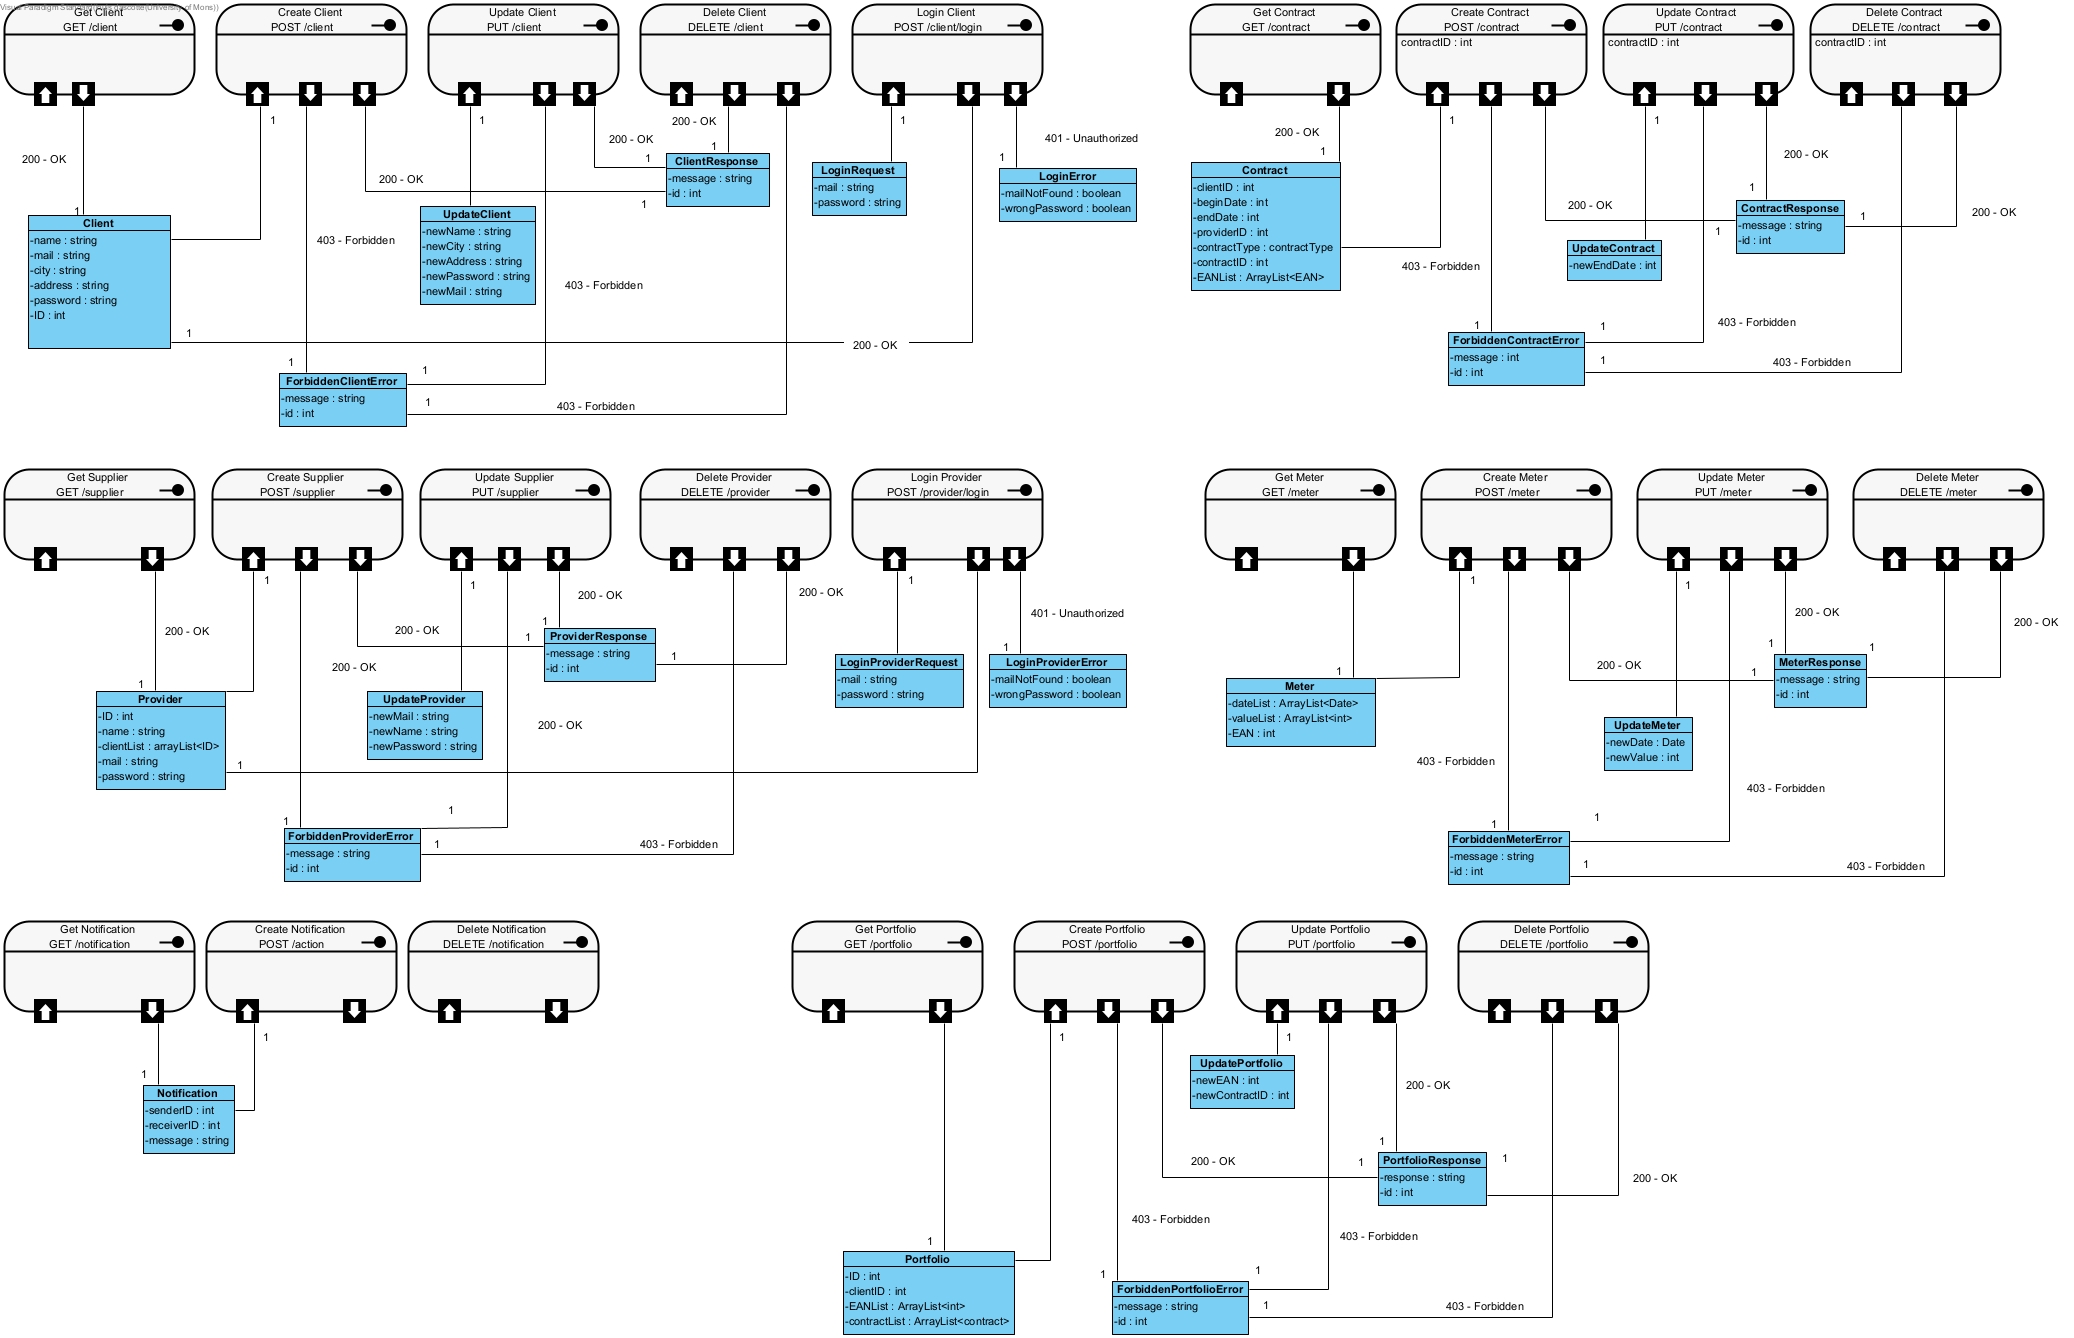 Get Client
GET /client
Create Client
POST /client
Update Client
PUT /client
Delete Client
DELETE /client
Login Client
POST /client/login
200 - OK
1
1
403 - Forbidden
200 - OK
1
1
403 - Forbidden
200 - OK
1
200 - OK
1
403 - Forbidden
1
200 - OK
1
401 - Unauthorized
1
Client
-name : string
-mail : string
-city : string
-address : string
-password : string
-ID : int
1
UpdateClient
-newName : string
-newCity : string
-newAddress : string
-newPassword : string
-newMail : string
ClientResponse
-message : string
-id : int
LoginRequest
-mail : string
-password : string
LoginError
-mailNotFound : boolean
-wrongPassword : boolean
1
ForbiddenClientError
-message : string
-id : int
1
Get Contract
GET /contract
Create Contract
POST /contract
contractID : int
Update Contract
PUT /contract
contractID : int
Delete Contract
DELETE /contract
contractID : int
200 - OK
1
1
1
200 - OK
1
200 - OK
1
1
200 - OK
403 - Forbidden
Contract
-clientID : int
-beginDate : int
-endDate : int
-providerID : int
-contractType : contractType
-contractID : int
-EANList : ArrayList<EAN>
UpdateContract
-newEndDate : int
ContractResponse
-message : string
-id : int
1
1
403 - Forbidden
1
403 - Forbidden
ForbiddenContractError
-message : int
-id : int
Get Supplier
GET /supplier
Create Supplier
POST /supplier
Update Supplier
PUT /supplier
Delete Provider
DELETE /provider
Login Provider
POST /provider/login
200 - OK
1
1
200 - OK
200 - OK
1
1
200 - OK
1
200 - OK
1
200 - OK
1
401 - Unauthorized
1
Provider
-ID : int
-name : string
-clientList : arrayList<ID>
-mail : string
-password : string
1
UpdateProvider
-newMail : string
-newName : string
-newPassword : string
ProviderResponse
-message : string
-id : int
LoginProviderRequest
-mail : string
-password : string
LoginProviderError
-mailNotFound : boolean
-wrongPassword : boolean
1
1
1
403 - Forbidden
ForbiddenProviderError
-message : string
-id : int
Get Meter
GET /meter
Create Meter
POST /meter
Update Meter
PUT /meter
Delete Meter
DELETE /meter
1
1
1
200 - OK
1
1
200 - OK
1
200 - OK
Meter
-dateList : ArrayList<Date>
-valueList : ArrayList<int>
-EAN : int
MeterResponse
-message : string
-id : int
UpdateMeter
-newDate : Date
-newValue : int
403 - Forbidden
403 - Forbidden
1
1
1
403 - Forbidden
ForbiddenMeterError
-message : string
-id : int
Get Notification
GET /notification
Create Notification
POST /action
Delete Notification
DELETE /notification
1
1
Notification
-senderID : int
-receiverID : int
-message : string
Get Portfolio
GET /portfolio
Create Portfolio
POST /portfolio
Update Portfolio
PUT /portfolio
Delete Portfolio
DELETE /portfolio
1
1
UpdatePortfolio
-newEAN : int
-newContractID : int
200 - OK
1
200 - OK
1
1
200 - OK
PortfolioResponse
-response : string
-id : int
403 - Forbidden
403 - Forbidden
1
Portfolio
-ID : int
-clientID : int
-EANList : ArrayList<int>
-contractList : ArrayList<contract>
1
1
1
403 - Forbidden
ForbiddenPortfolioError
-message : string
-id : int